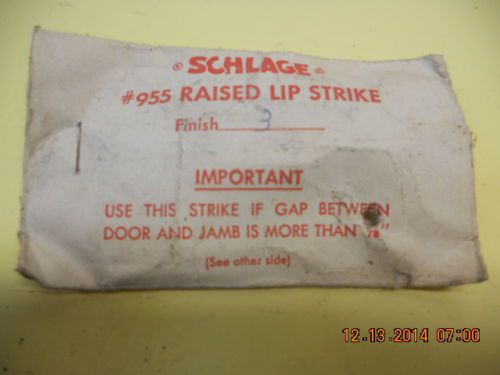 ® SCHLAGE ®
#955 RAISED LIP STRIKE
Finish 3
IMPORTANT
USE THIS STRIKE IF GAP BETWEEN
DOOR AND JAMB IS MORE THAN
(See other side)
12.13.2014 07:00